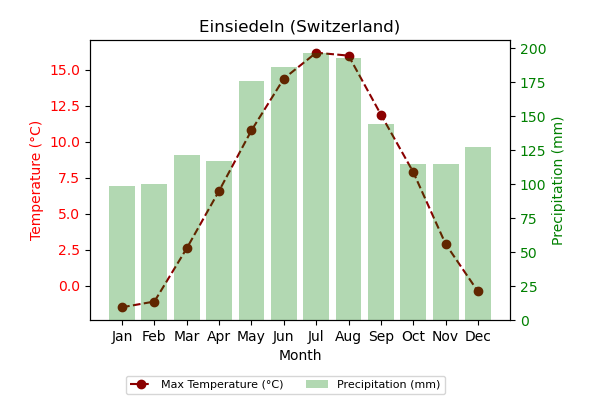 Einsiedeln (Switzerland)
Temperature (°C)
15.0
12.5
10.0
7.5
5.0
2.5
0.0
200
175
150
125
100
75
50
25
0
Precipitation (mm)
Jan Feb Mar Apr May Jun Jul Aug Sep Oct Nov Dec
Month
Max Temperature (°C) Precipitation (mm)